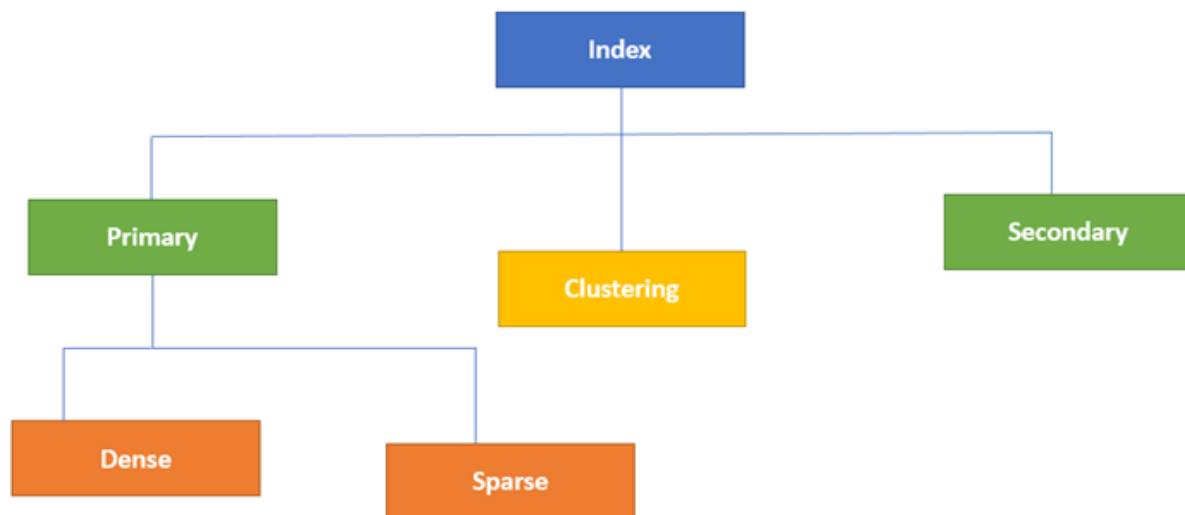 Index
Primary
Clustering
Secondary
Dense
Sparse